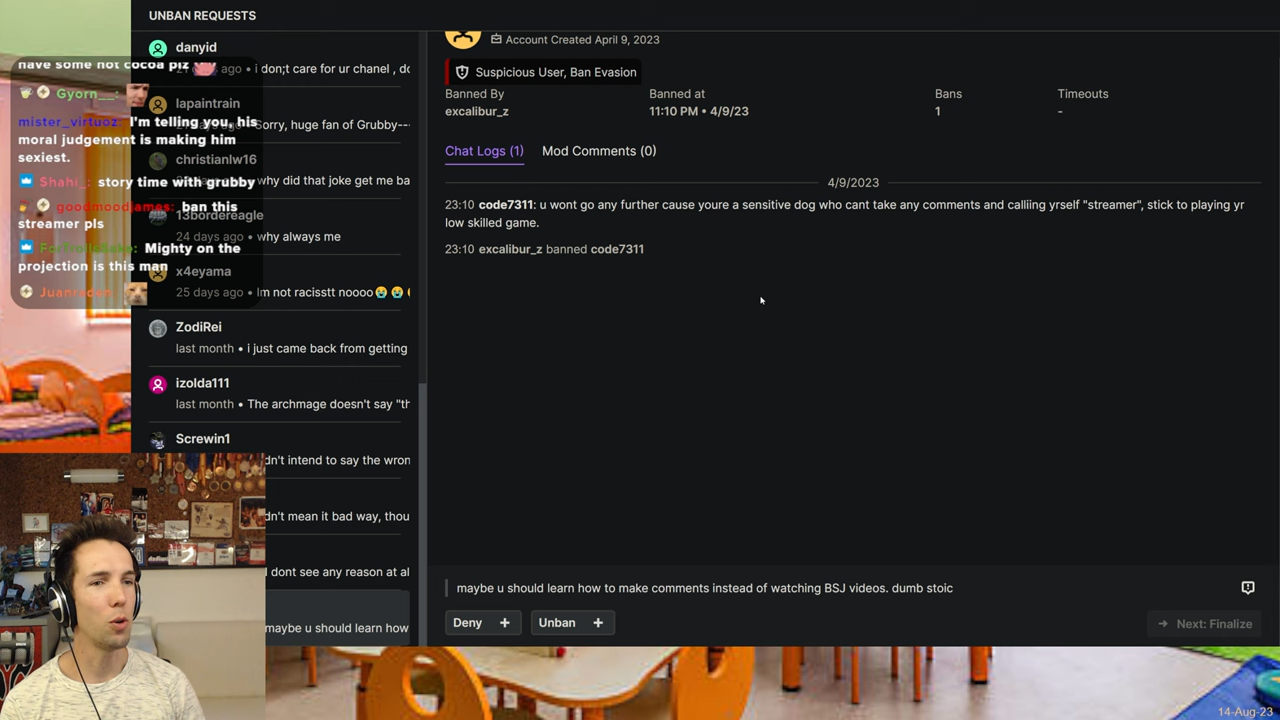 UNBAN REQUESTS
danyid
ago • i don;t care for ur chanel , dc
lapaintrain
Sorry, huge fan of Grubby--
christianlw16
why did that joke get me ba
13bordereagle
24 days ago • why always me
x4eyama
25 days ago • Im not racisstt noooo😭😭
ZodiRei
last month • i just came back from getting
izolda111
last month • The archmage doesn't say "th
Screwin1
dn't intend to say the wron
dn't mean it bad way, thou
I dont see any reason at al
maybe u should learn how
have some hot cocoa plz
Gyorn__:
mister_virtuoz: I'm telling you, his
moral judgement is making him
sexiest.
Shahi_: story time with grubby
goodmoodjames: ban this
streamer pls
Mighty on the
projection is this man
Account Created April 9, 2023
Suspicious User, Ban Evasion
Banned By Banned at Bans Timeouts
excalibur_z 11:10 PM • 4/9/23 1 -
Chat Logs (1) Mod Comments (0)
4/9/2023
23:10 code7311: u wont go any further cause youre a sensitive dog who cant take any comments and calliing yrself "streamer", stick to playing yr
low skilled game.
23:10 excalibur_z banned code7311
maybe u should learn how to make comments instead of watching BSJ videos. dumb stoic
Deny + Unban + → Next: Finalize
14-Aug-23